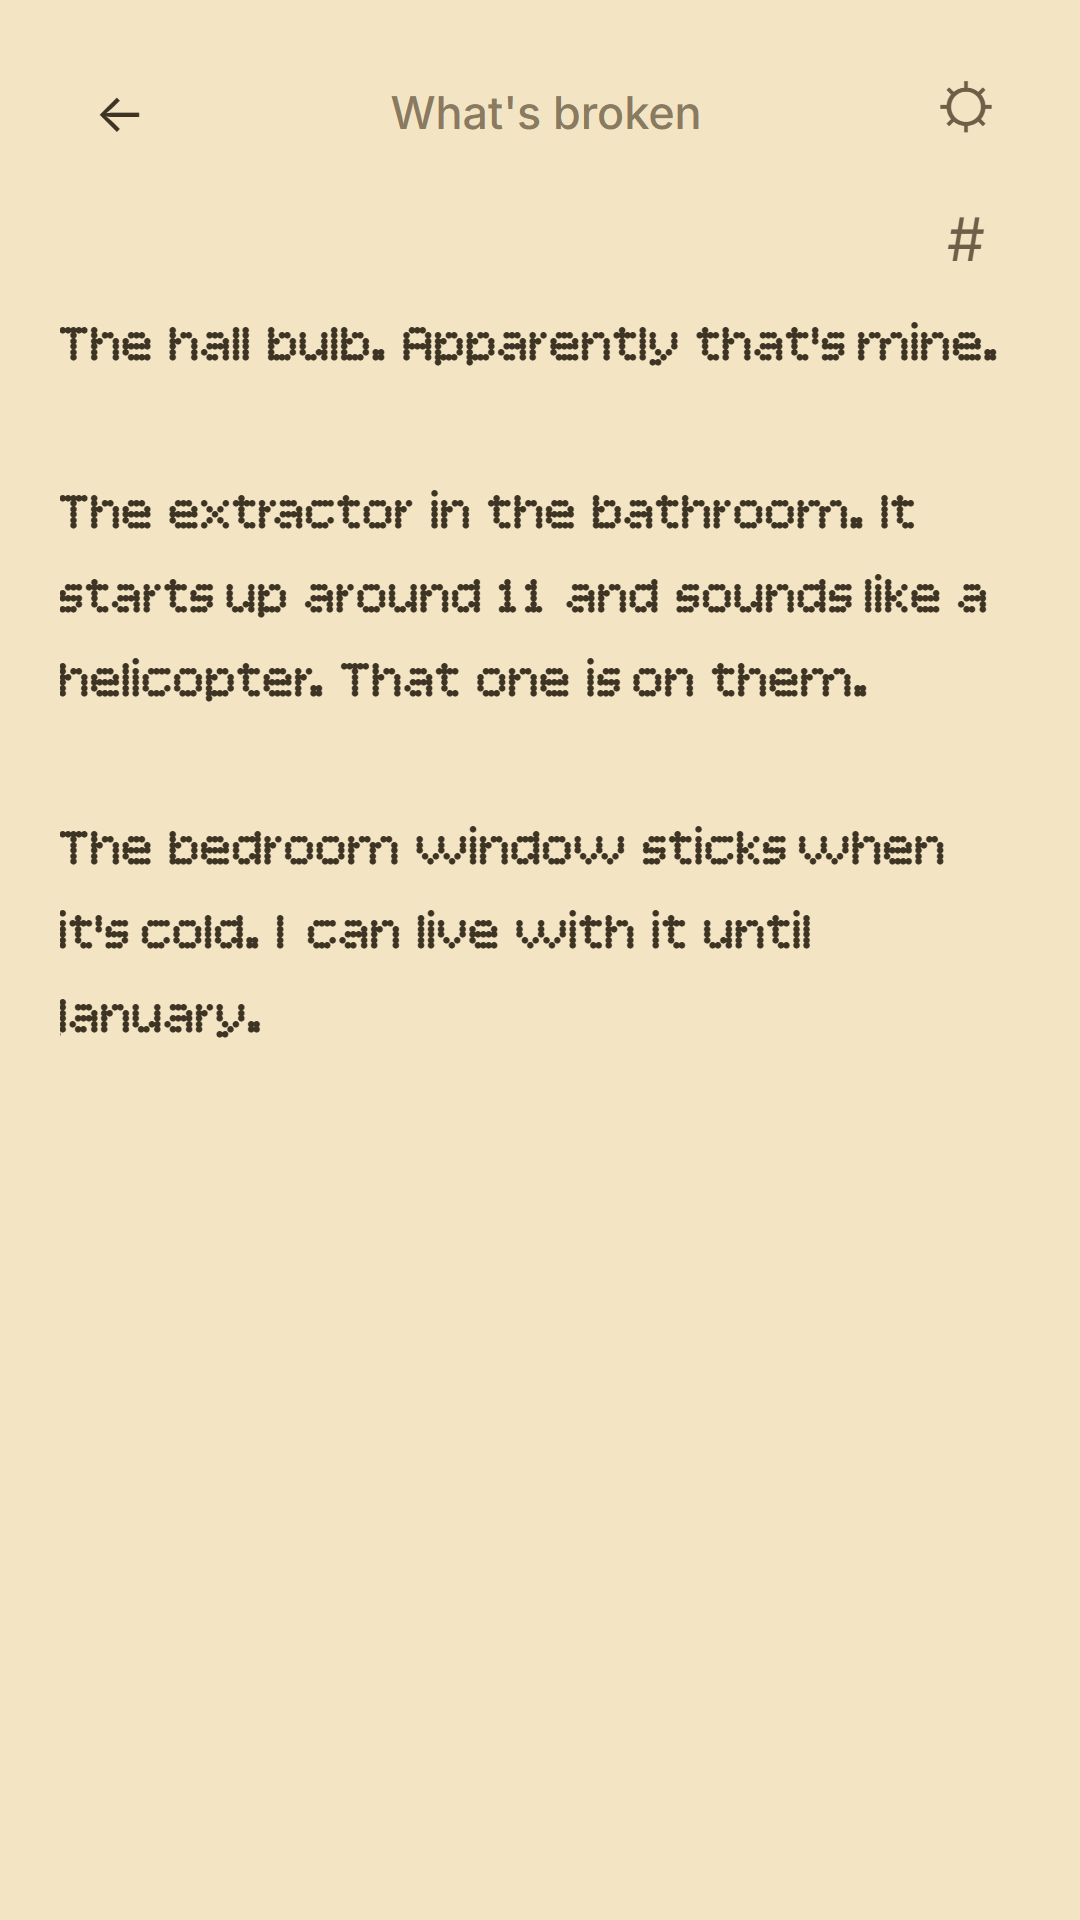 What's broken
#
The hall bulb. Apparently that's mine.
The extractor in the bathroom. It
starts up around 11 and sounds like a
helicopter. That one is on them.
The bedroom window sticks when
it's cold. I can live with it until
January.